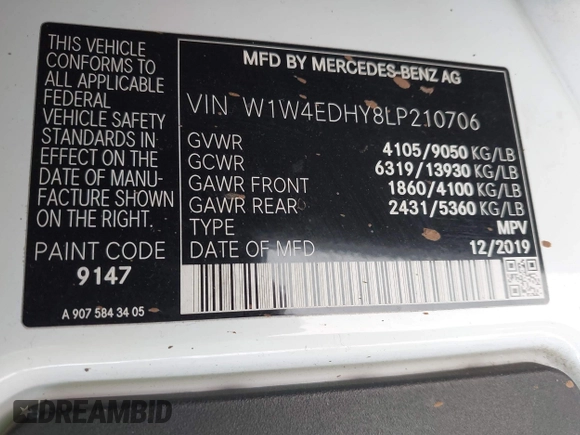 THIS VEHICLE
CONFORMS TO
ALL APPLICABLE
FEDERAL
VEHICLE SAFETY
STANDARDS IN
EFFECT ON THE
DATE OF MANU-
FACTURE SHOWN
ON THE RIGHT.
PAINT CODE
9147
A 907 584 34 05
MFD BY MERCEDES-BENZ AG
VIN W1W4EDHY8LP210706
GVWR 4105/9050 KG/LB
GCWR 6319/13930 KG/LB
GAWR FRONT 1860/4100 KG/LB
GAWR REAR 2431/5360 KG/LB
TYPE MPV
DATE OF MFD 12/2019
DREAMBID